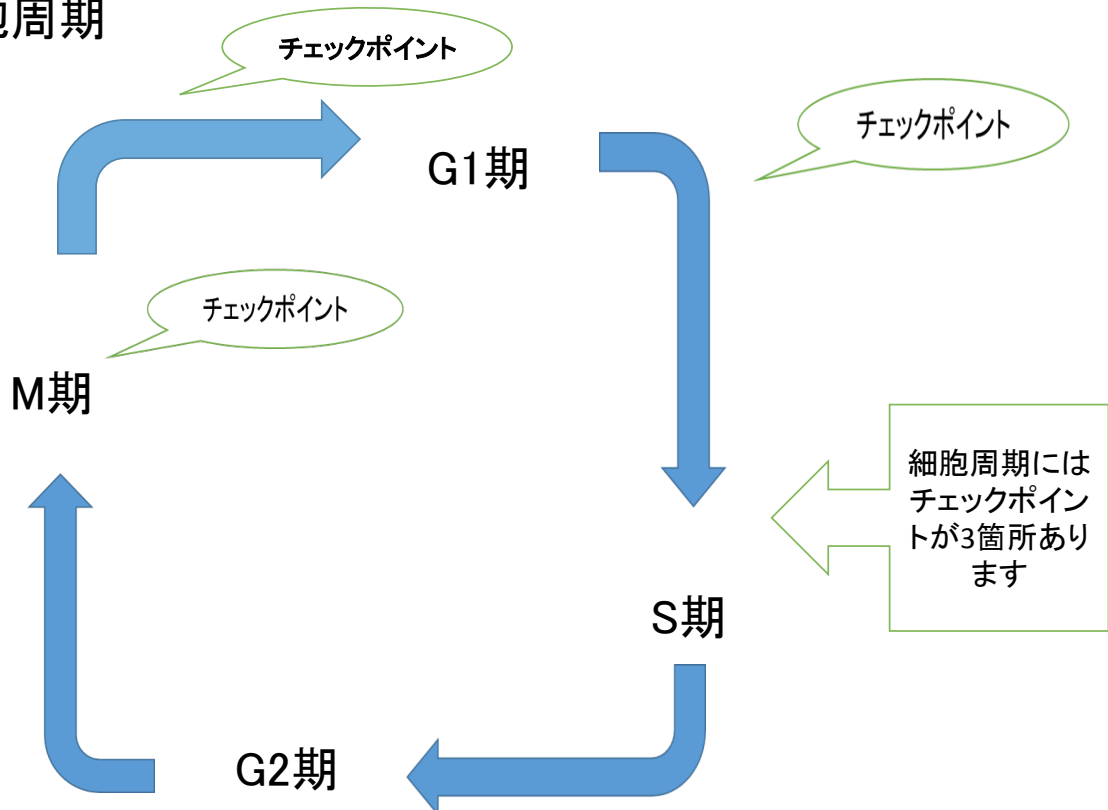 胞周期
チェックポイント
チェックポイント
G1期
チェックポイント
M期
細胞周期には
チェックポイン
トが3箇所あり
ます
S期
G2期